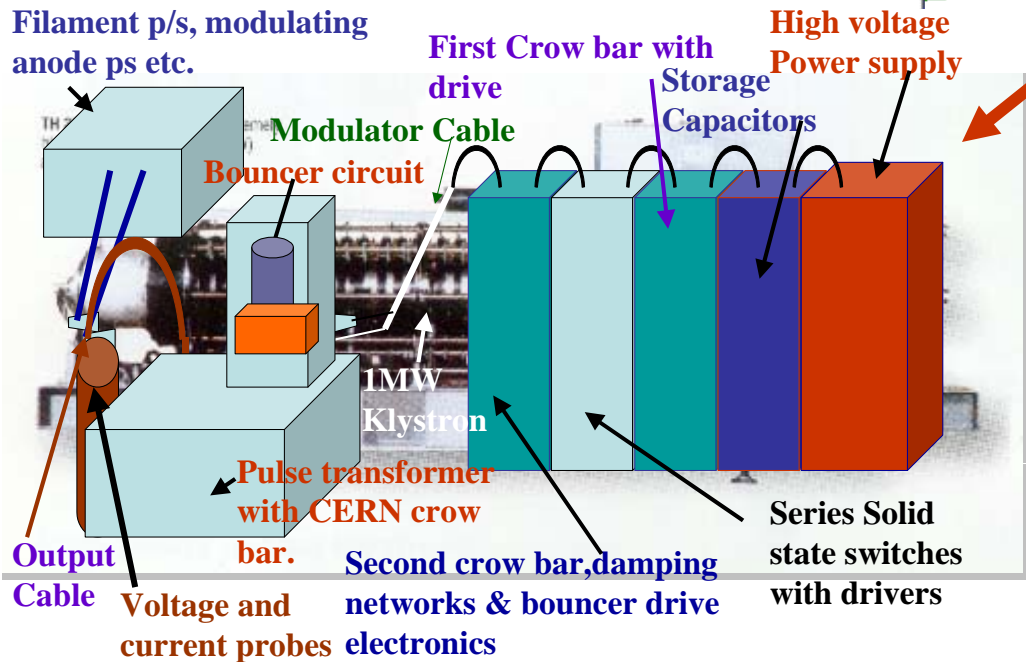 Filament p/s, modulating
anode ps etc.
First Crow bar with
drive
High voltage
Power supply
Storage
Capacitors
TH
Modulator Cable
Bouncer circuit
1MW
Klystron
Pulse transformer
with CERN crow
bar.
Series Solid
state switches
with drivers
Output
Cable
Second crow bar,damping
networks & bouncer drive
electronics
Voltage and
current probes